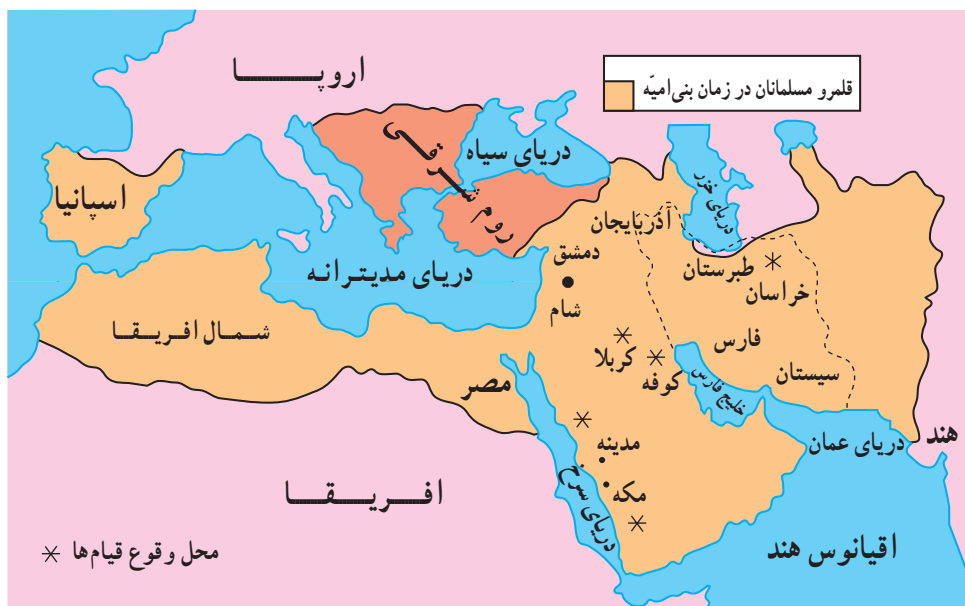 اروپا
قلمرو مسلمانان در زمان بنی‌امیّه
دریای سیاه
روم شرقی
دریای خزر
اسپانیا
آذربایجان
دمشق
طبرستان
دریای مدیترانه
خراسان
شام
شمال افریقا
فارس
کربلا
کوفه
سیستان
مصر
خلیج فارس
هند
مدینه
دریای عمان
مکه
افریقا
دریای سرخ
اقیانوس هند
محل وقوع قیام‌ها